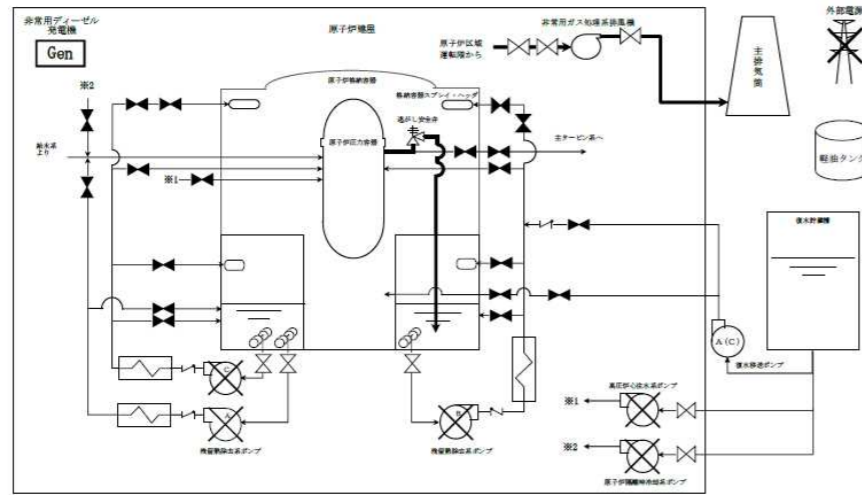 非常用ディーゼル
発電機
Gen
原子炉建屋
非常用ガス処理系排風機
原子炉区域
運転階から
外部電源
主排気筒
軽油タンク
※2
原子炉格納容器
格納容器スプレイ・ヘッダ
逃がし安全弁
原子炉圧力容器
給水系
より
主タービン系へ
※1
復水貯蔵槽
A(C)
復水移送ポンプ
C
A
B
残留熱除去系ポンプ
残留熱除去系ポンプ
高圧炉心注水系ポンプ
※1
※2
原子炉隔離時冷却系ポンプ